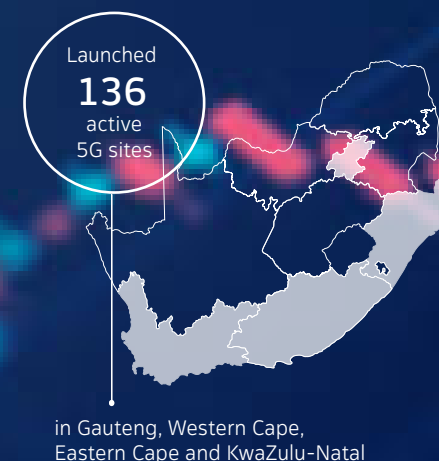 Launched
136
active
5G sites
in Gauteng, Western Cape,
Eastern Cape and KwaZulu-Natal